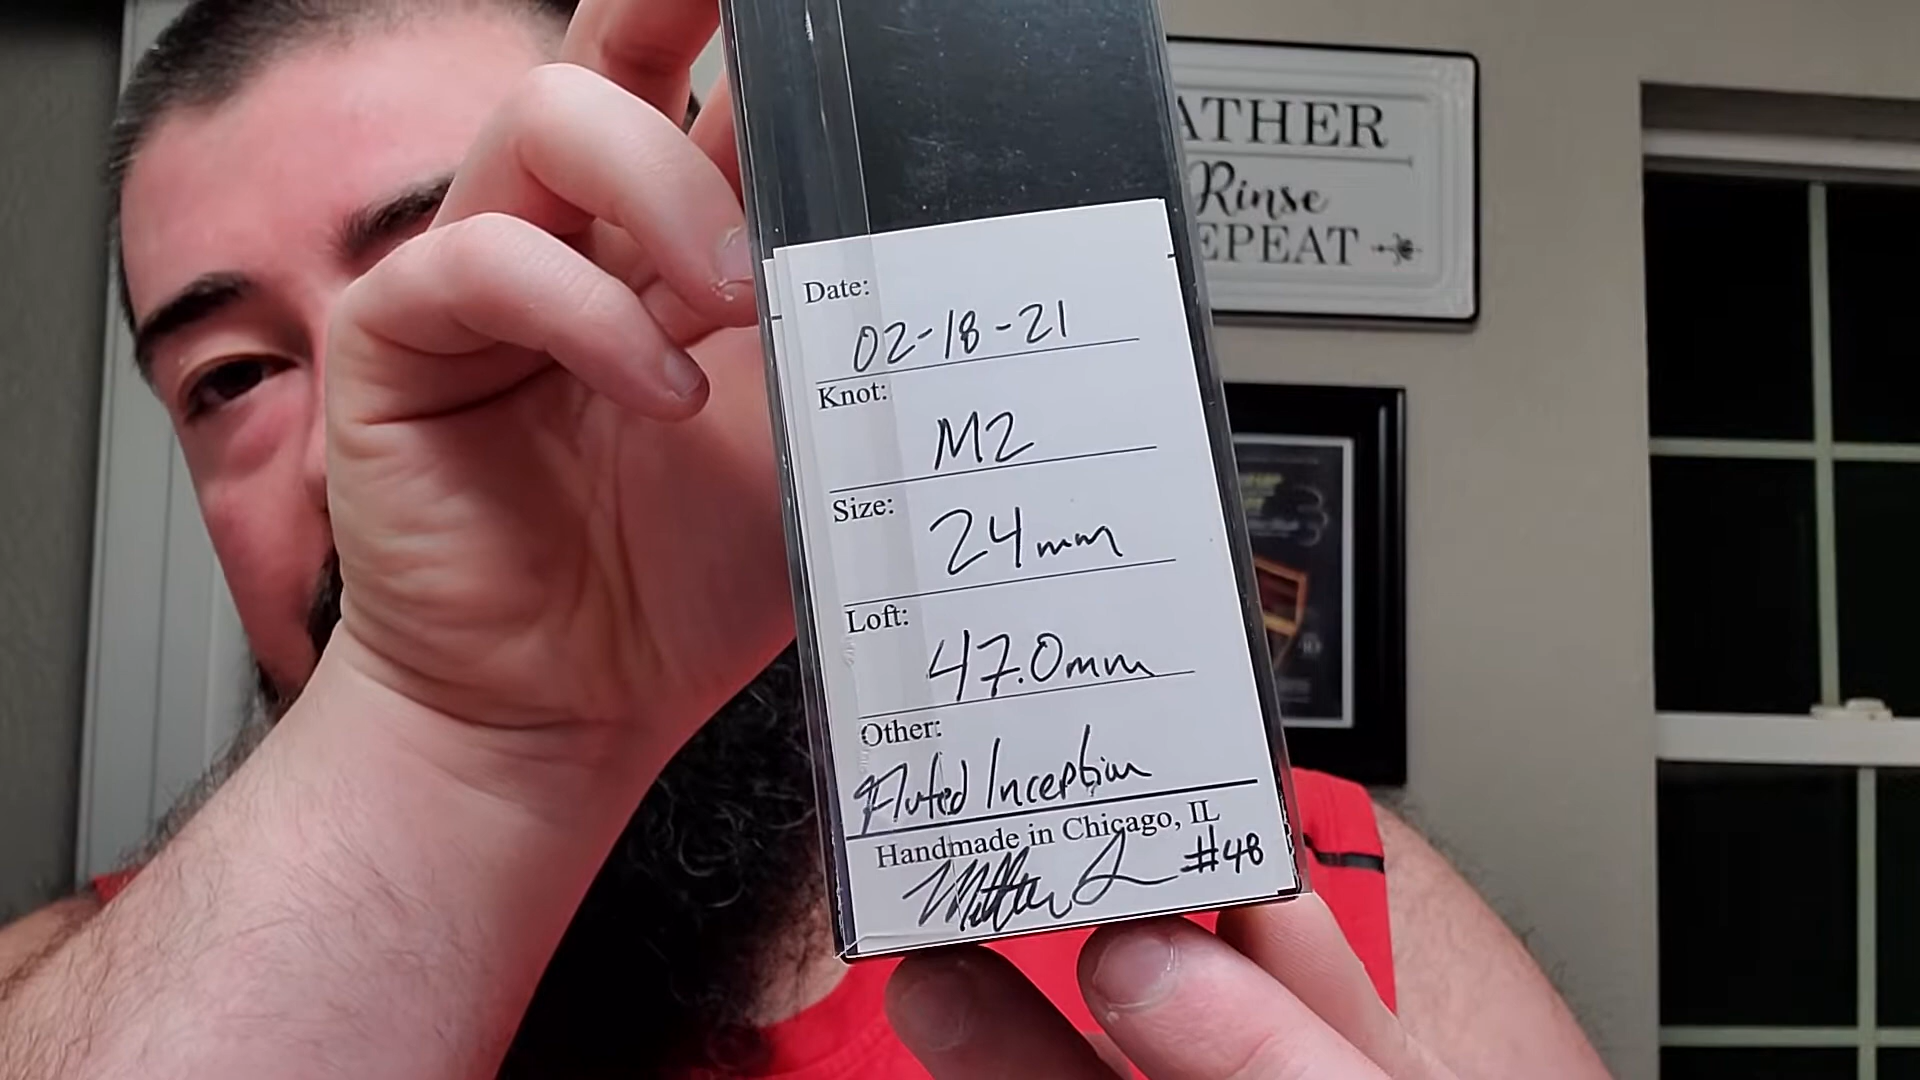 ATHER
Rinse
EPEAT
Date:
02-18-21
Knot:
M2
Size:
24mm
Loft:
47.0mm
Other:
Fluted Inception
Handmade in Chicago, IL
#48